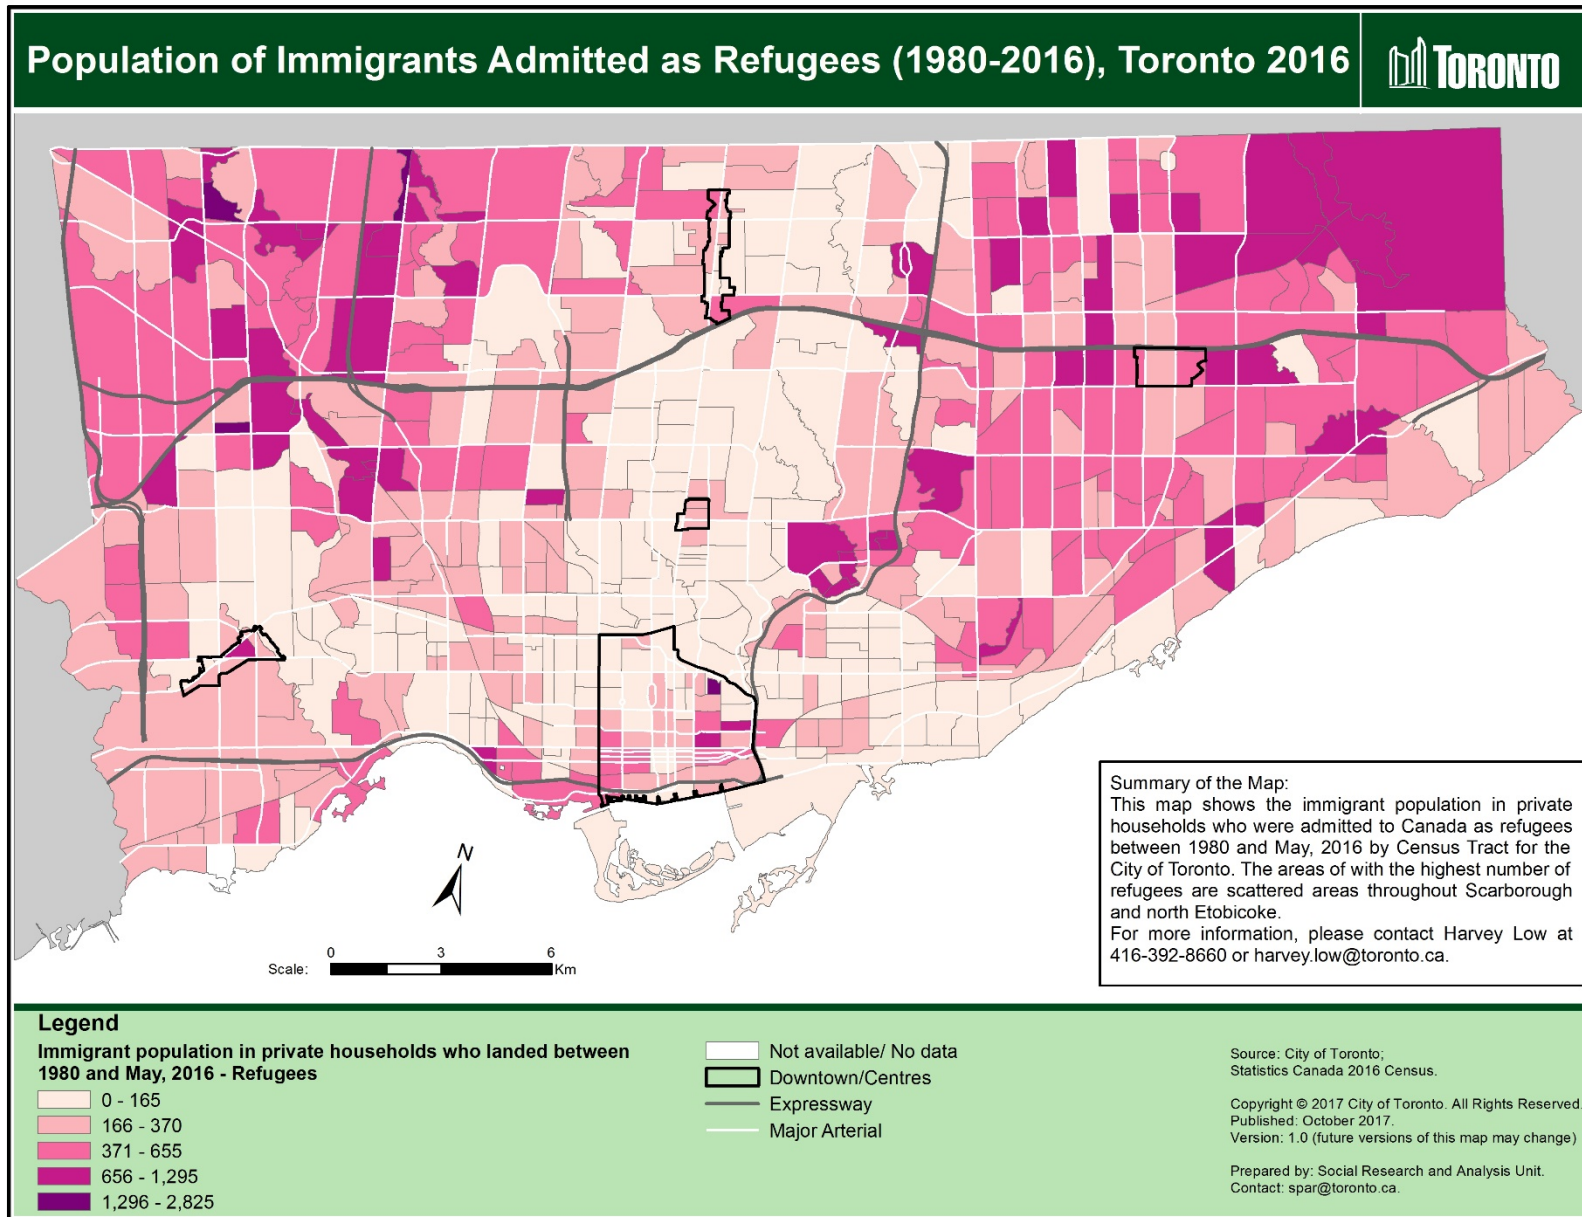 Population of Immigrants Admitted as Refugees (1980-2016), Toronto 2016
TORONTO
Summary of the Map:
This map shows the immigrant population in private
households who were admitted to Canada as refugees
between 1980 and May, 2016 by Census Tract for the
City of Toronto. The areas of with the highest number of
refugees are scattered areas throughout Scarborough
and north Etobicoke.
For more information, please contact Harvey Low at
416-392-8660 or harvey.low@toronto.ca.
N
0 3 6
Scale: Km
Legend
Immigrant population in private households who landed between
1980 and May, 2016 - Refugees
0 - 165
166 - 370
371 - 655
656 - 1,295
1,296 - 2,825
Not available/ No data
Downtown/Centres
Expressway
Major Arterial
Source: City of Toronto;
Statistics Canada 2016 Census.
Copyright © 2017 City of Toronto. All Rights Reserved.
Published: October 2017.
Version: 1.0 (future versions of this map may change)
Prepared by: Social Research and Analysis Unit.
Contact: spar@toronto.ca.